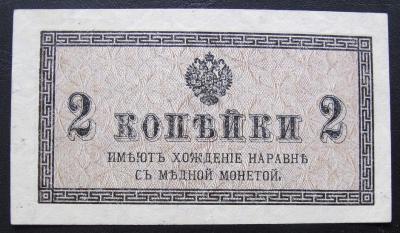 2 КОПѢЙКИ 2
ИМѢЮТЪ ХОЖДЕНІЕ НАРАВНѢ
СЪ МѢДНОЙ МОНЕТОЙ.